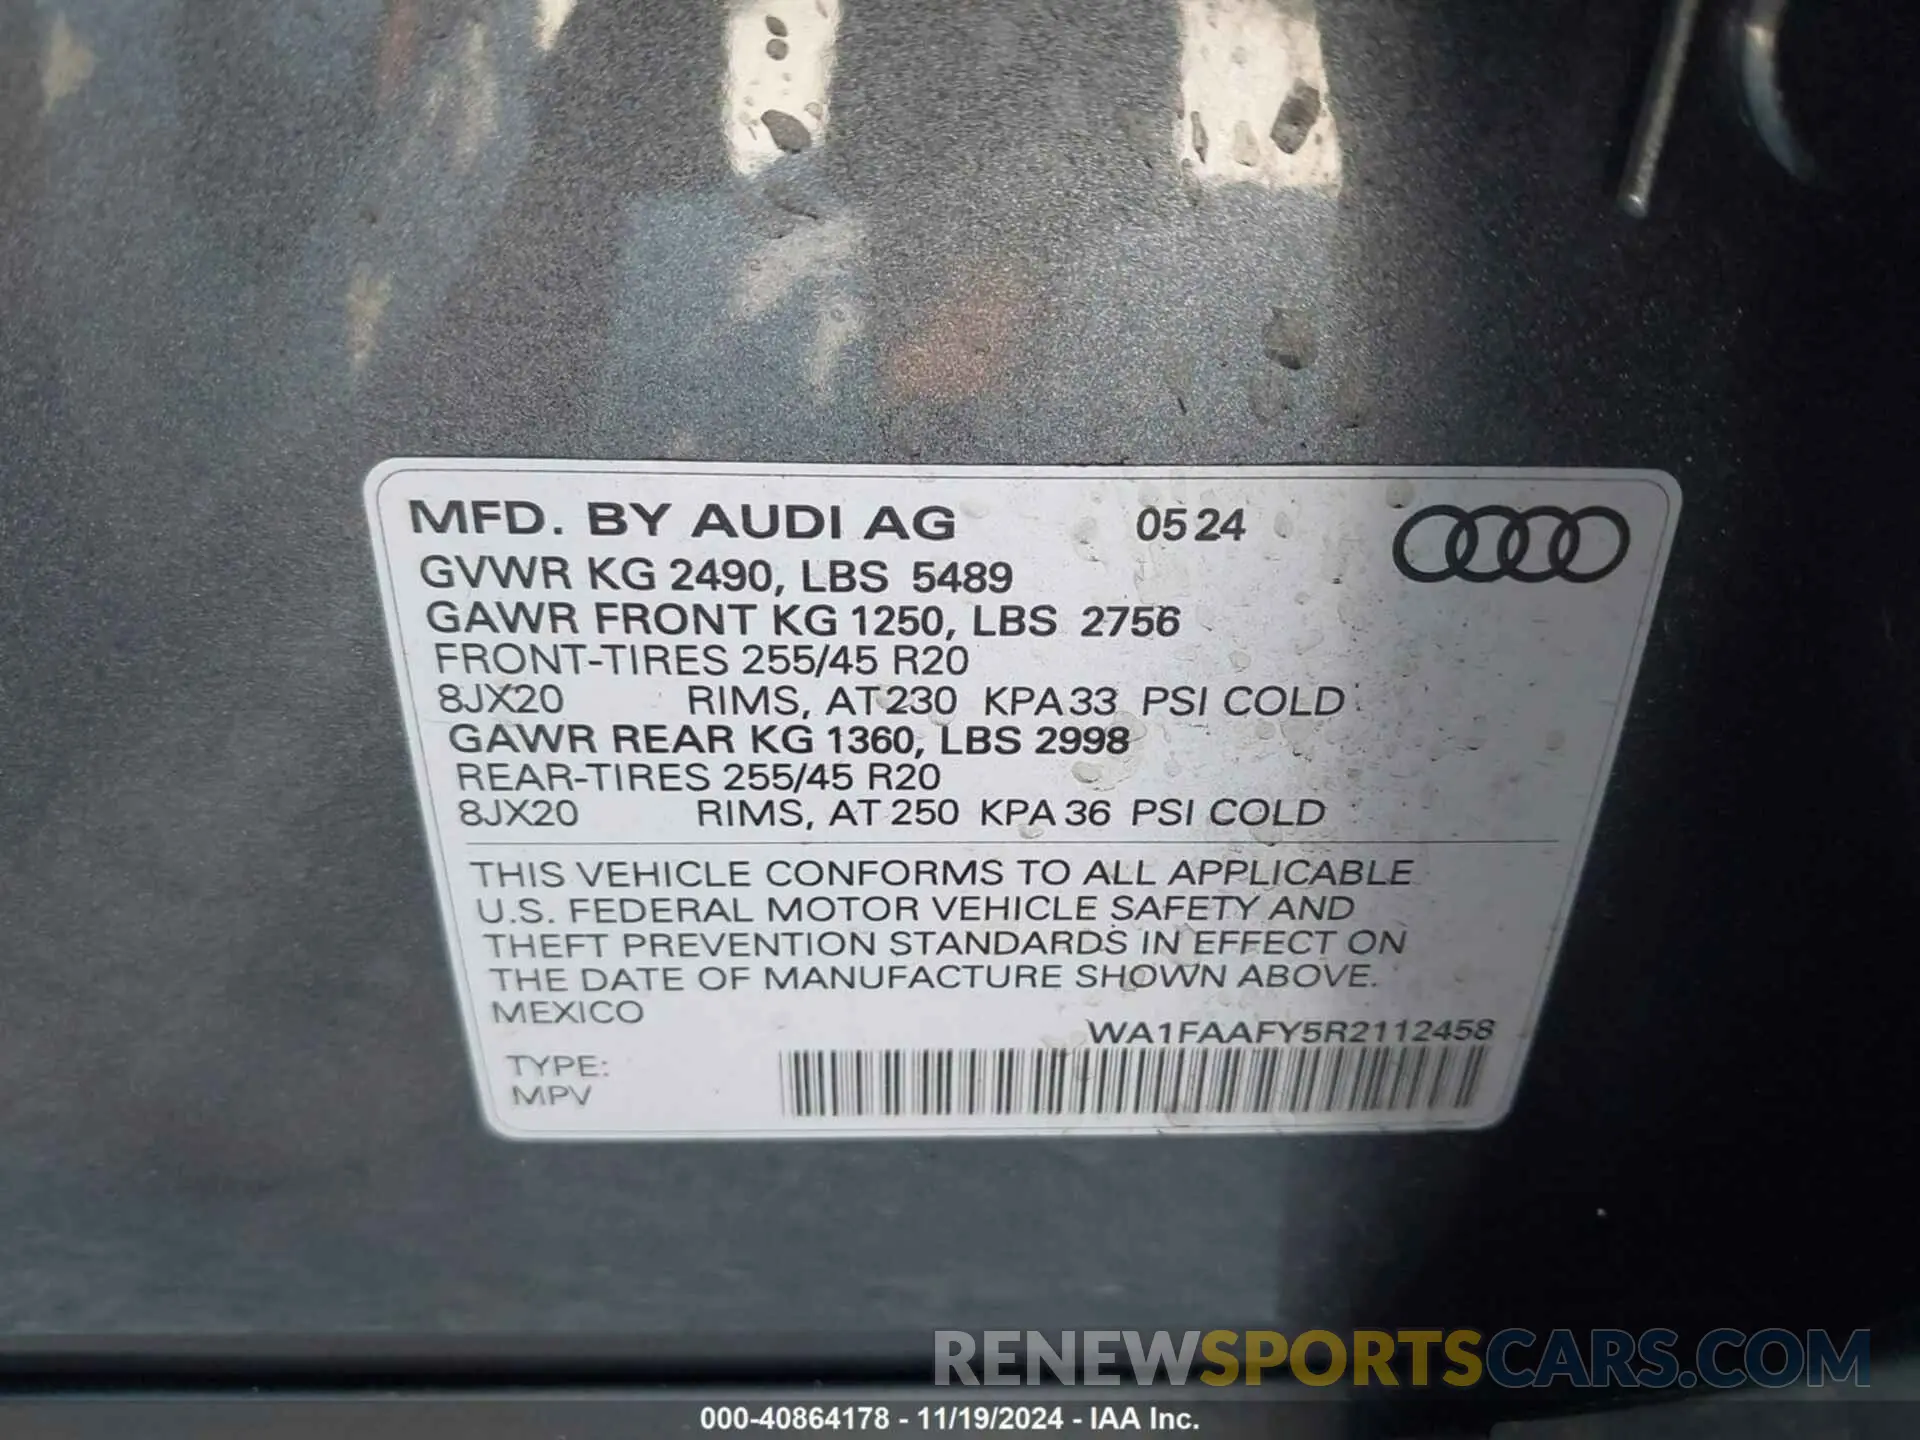 MFD. BY AUDI AG 05 24
GVWR KG 2490, LBS 5489
GAWR FRONT KG 1250, LBS 2756
FRONT-TIRES 255/45 R20
8JX20 RIMS, AT 230 KPA 33 PSI COLD
GAWR REAR KG 1360, LBS 2998
REAR-TIRES 255/45 R20
8JX20 RIMS, AT 250 KPA 36 PSI COLD
THIS VEHICLE CONFORMS TO ALL APPLICABLE
U.S. FEDERAL MOTOR VEHICLE SAFETY AND
THEFT PREVENTION STANDARDS IN EFFECT ON
THE DATE OF MANUFACTURE SHOWN ABOVE.
MEXICO
WA1FAAFY5R2112458
TYPE:
MPV
RENEWSPORTSCARS.COM
000-40864178 - 11/19/2024 - IAA Inc.